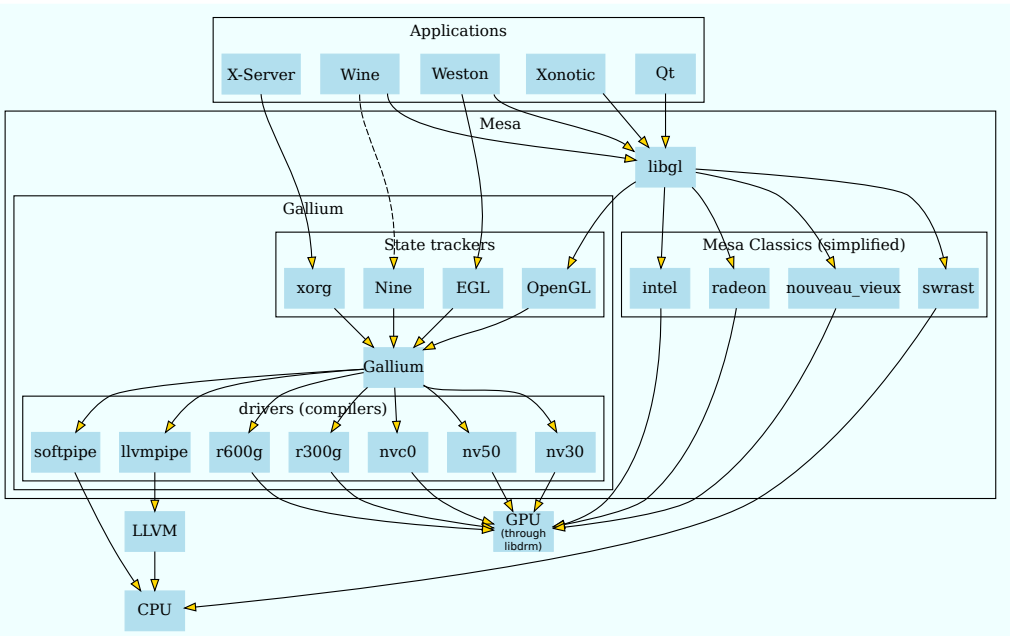 Applications
X-Server
Wine
Weston
Xonotic
Qt
Mesa
libgl
Gallium
State trackers
Mesa Classics (simplified)
xorg
Nine
EGL
OpenGL
intel
radeon
nouveau_vieux
swrast
Gallium
drivers (compilers)
softpipe
llvmpipe
r600g
r300g
nvc0
nv50
nv30
LLVM
GPU
(through
libdrm)
CPU